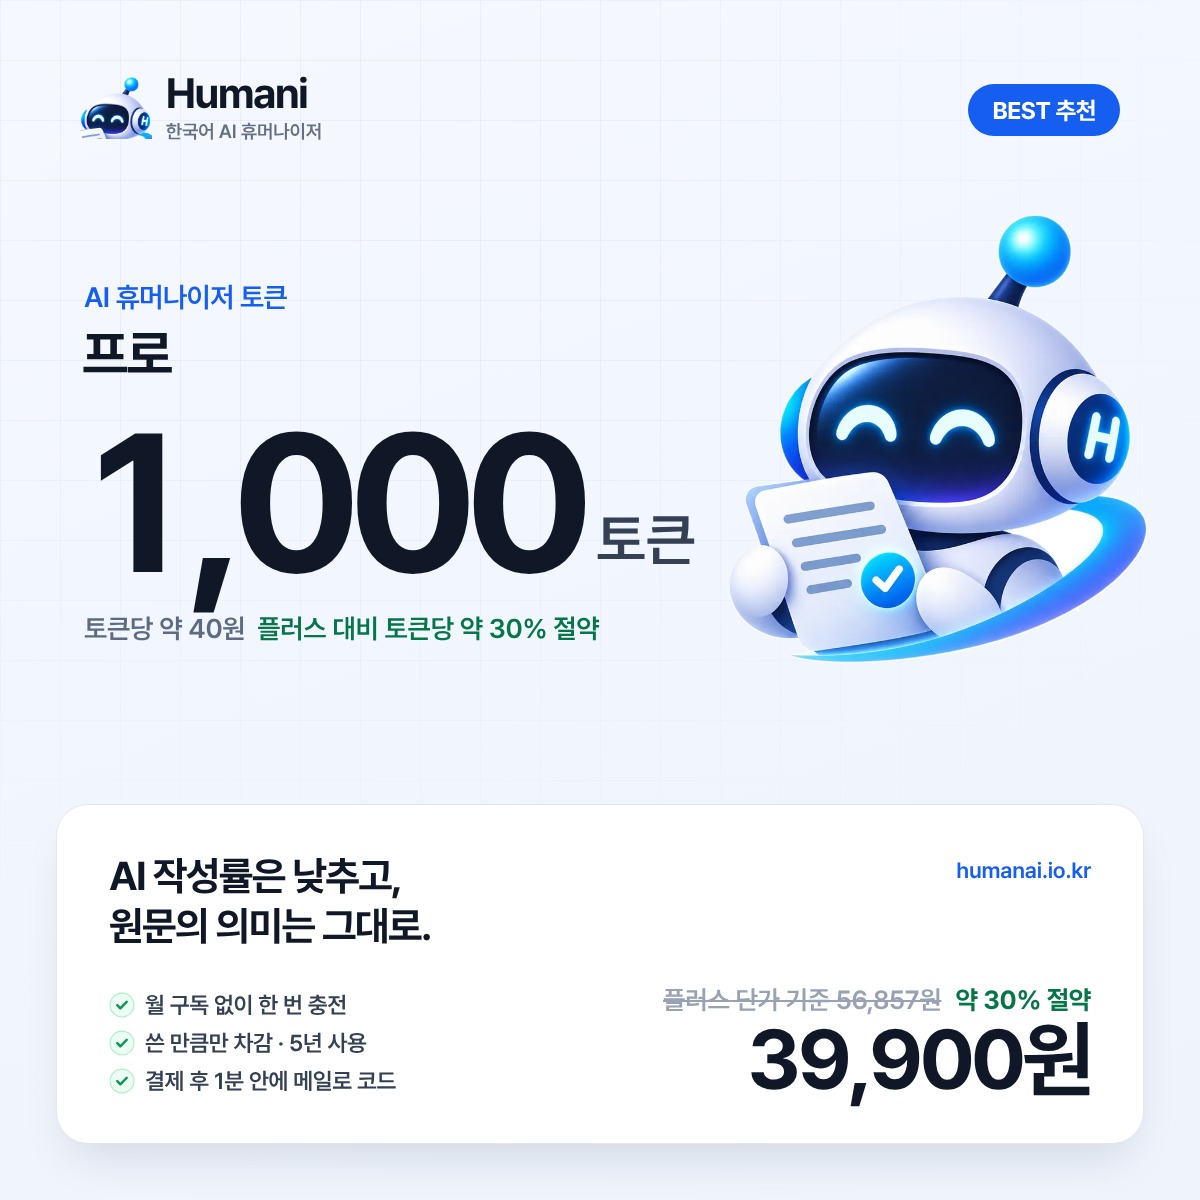 Humani
한국어 AI 휴머나이저
BEST 추천
AI 휴머나이저 토큰
프로
1,000 토큰
토큰당 약 40원 플러스 대비 토큰당 약 30% 절약
H
AI 작성률은 낮추고,
원문의 의미는 그대로.
humanai.io.kr
월 구독 없이 한 번 충전
쓴 만큼만 차감 · 5년 사용
결제 후 1분 안에 메일로 코드
플러스 단가 기준 56,857원 약 30% 절약
39,900원